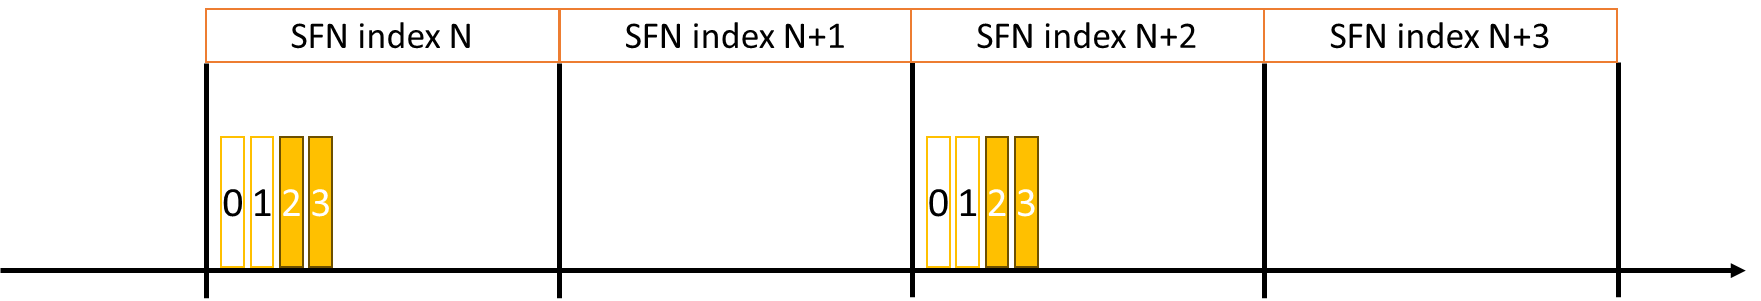 SFN index N SFN index N+1 SFN index N+2 SFN index N+3
0 1 2 3 0 1 2 3